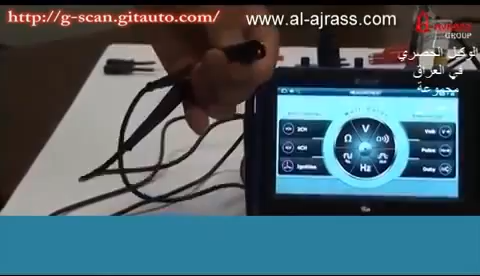 http://g-scan.gitauto.com/
www.al-ajrass.com
AJRASS
GROUP
الوكيل الحصري
في العراق
مجموعة
2CH
4CH
Ignition
Volt
Pulse
Duty
V
Ω
Hz